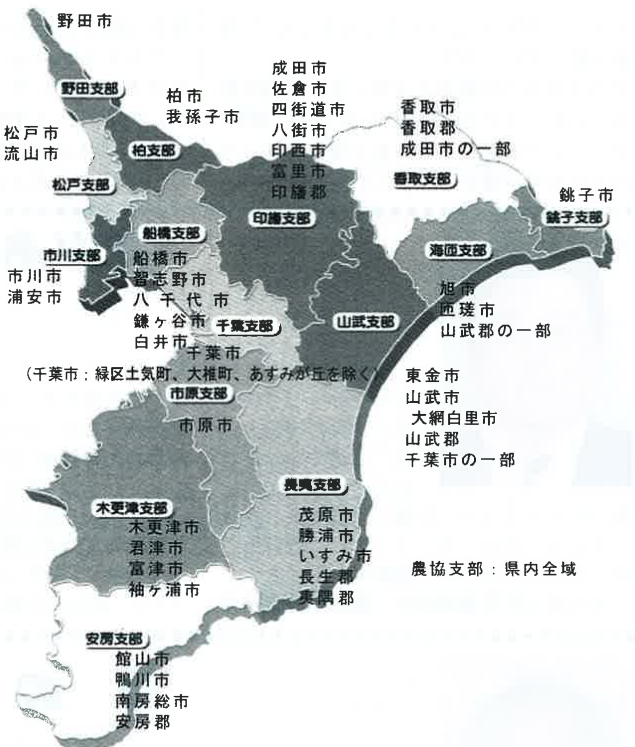 野田市
野田支部
柏市
我孫子市
柏支部
松戸市
流山市
松戸支部
成田市
佐倉市
四街道市
八街市
印西市
富里市
印旛郡
印旛支部
香取市
香取郡
成田市の一部
香取支部
銚子市
銚子支部
海匝支部
旭市
匝瑳市
山武郡の一部
市川支部
市川市
浦安市
船橋支部
船橋市
習志野市
八千代市
鎌ヶ谷市
白井市
千葉支部
千葉市
（千葉市：緑区土気町、大椎町、あすみが丘を除く）
山武支部
東金市
山武市
大網白里市
山武郡
千葉市の一部
市原支部
市原市
長夷支部
茂原市
勝浦市
いすみ市
長生郡
夷隅郡
木更津支部
木更津市
君津市
富津市
袖ヶ浦市
農協支部：県内全域
安房支部
館山市
鴨川市
南房総市
安房郡